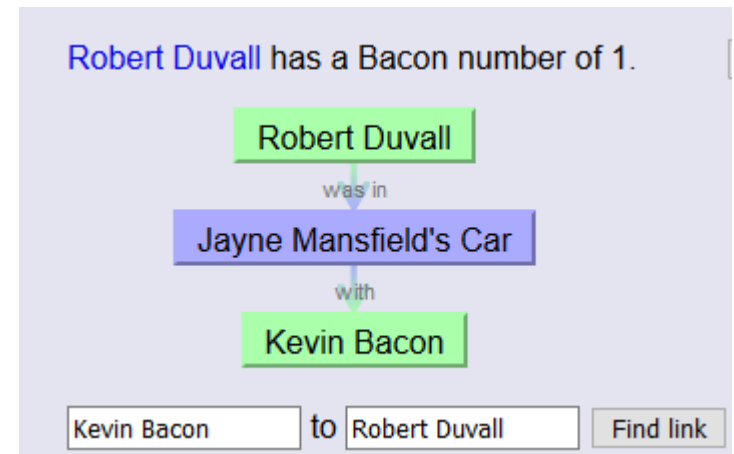 Robert Duvall has a Bacon number of 1.
Robert Duvall
was in
Jayne Mansfield's Car
with
Kevin Bacon
Kevin Bacon to Robert Duvall Find link